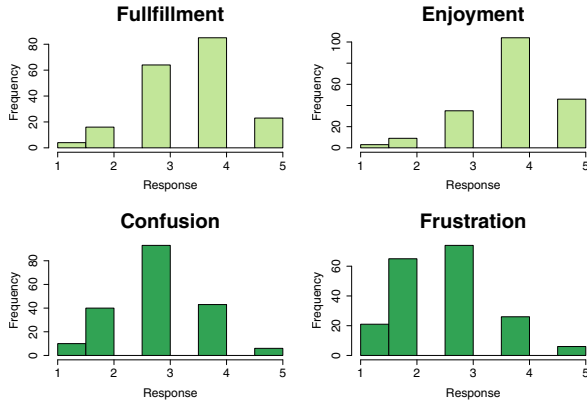 Fullfillment
Frequency
0 20 40 60 80
1 2 3 4 5
Response
Enjoyment
Frequency
0 20 60 100
1 2 3 4 5
Response
Confusion
Frequency
0 20 40 60 80
1 2 3 4 5
Response
Frustration
Frequency
0 20 40 60
1 2 3 4 5
Response